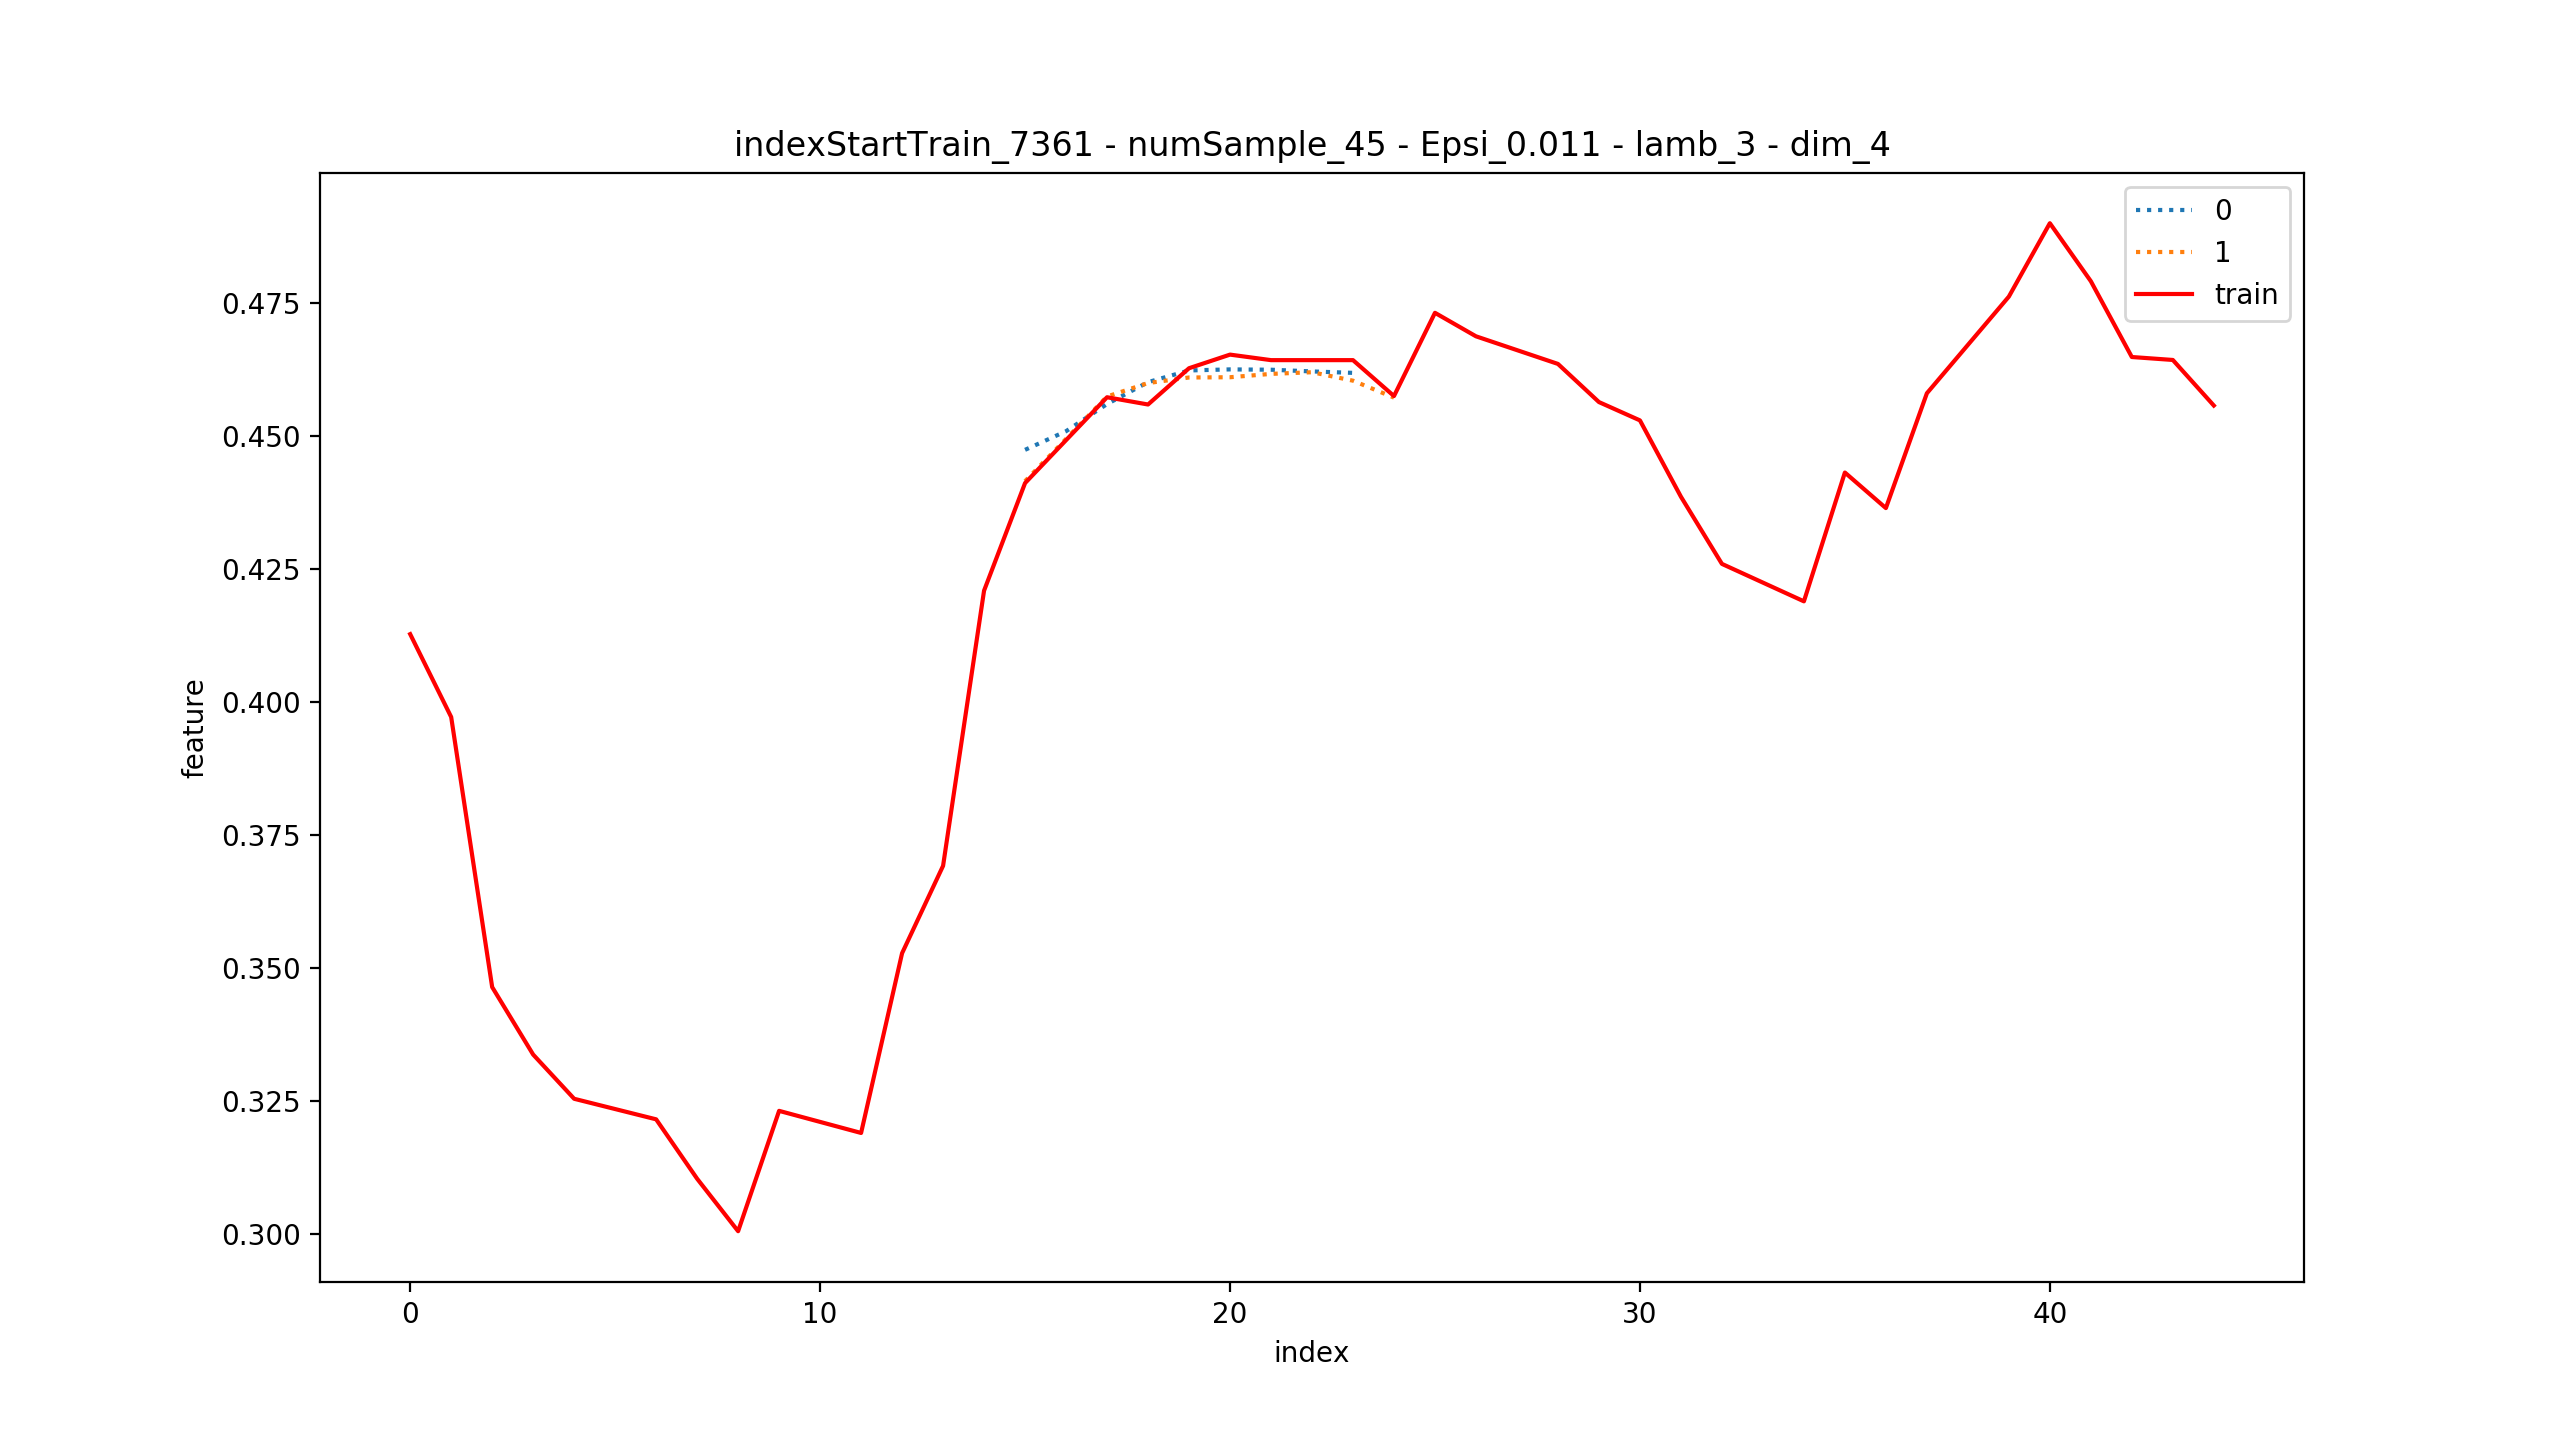 indexStartTrain_7361 - numSample_45 - Epsi_0.011 - lamb_3 - dim_4
0
1
train
0.475
0.450
0.425
0.400
0.375
0.350
0.325
0.300
feature
0 10 20 30 40
index